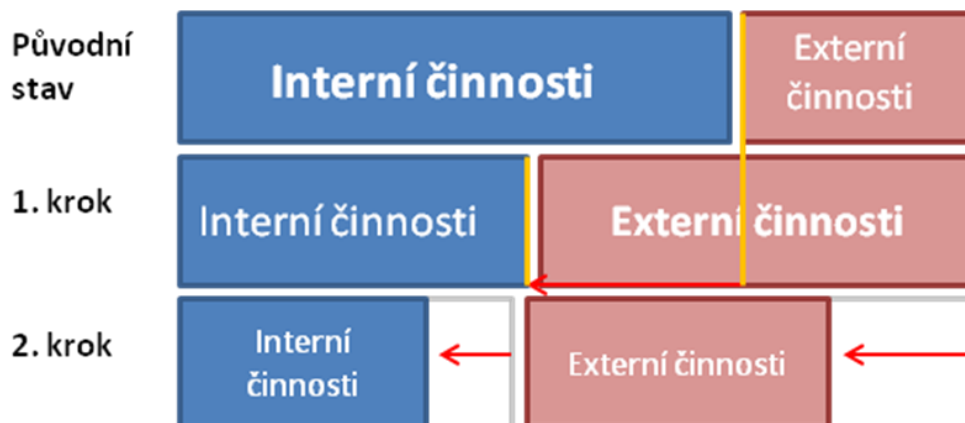 Původní
stav
Interní činnosti
Externí
činnosti
1. krok
Interní činnosti
Externí činnosti
2. krok
Interní
činnosti
Externí činnosti